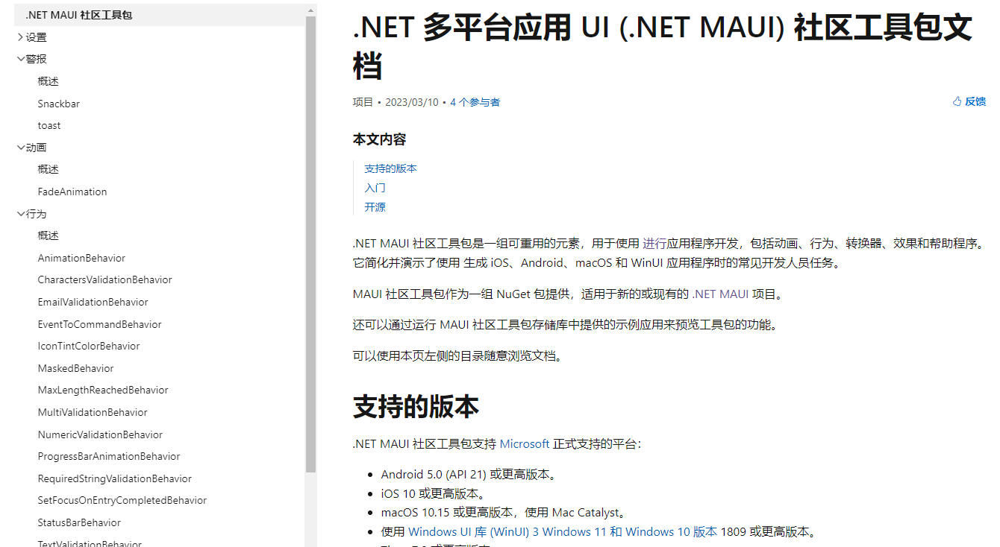 .NET MAUI 社区工具包
设置
警报
概述
Snackbar
toast
动画
概述
FadeAnimation
行为
概述
AnimationBehavior
CharactersValidationBehavior
EmailValidationBehavior
EventToCommandBehavior
IconTintColorBehavior
MaskedBehavior
MaxLengthReachedBehavior
MultiValidationBehavior
NumericValidationBehavior
ProgressBarAnimationBehavior
RequiredStringValidationBehavior
SetFocusOnEntryCompletedBehavior
StatusBarBehavior
TextValidationBehavior
.NET 多平台应用 UI (.NET MAUI) 社区工具包文
档
项目 • 2023/03/10 • 4 个参与者
反馈
本文内容
支持的版本
入门
开源
.NET MAUI 社区工具包是一组可重用的元素，用于使用 进行应用程序开发，包括动画、行为、转换器、效果和帮助程序。
它简化并演示了使用 生成 iOS、Android、macOS 和 WinUI 应用程序时的常见开发人员任务。
MAUI 社区工具包作为一组 NuGet 包提供，适用于新的或现有的 .NET MAUI 项目。
还可以通过运行 MAUI 社区工具包存储库中提供的示例应用来预览工具包的功能。
可以使用本页左侧的目录随意浏览文档。
支持的版本
.NET MAUI 社区工具包支持 Microsoft 正式支持的平台：
• Android 5.0 (API 21) 或更高版本。
• iOS 10 或更高版本。
• macOS 10.15 或更高版本，使用 Mac Catalyst。
• 使用 Windows UI 库 (WinUI) 3 Windows 11 和 Windows 10 版本 1809 或更高版本。